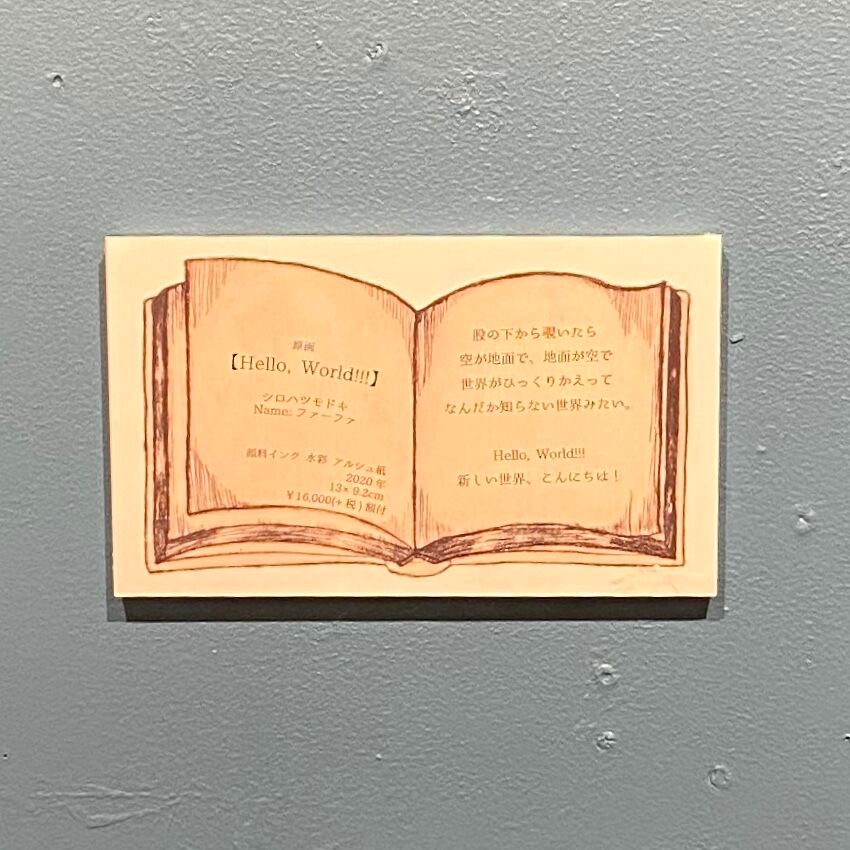 原画
【Hello, World!!!】
シロハツモドキ
Name: ファーファ
顔料インク 水彩 アルシュ紙
2020年
13×9.2cm
¥16,000(+税) 額付
股の下から覗いたら
空が地面で、地面が空で
世界がひっくりかえって
なんだか知らない世界みたい。
Hello, World!!!
新しい世界、こんにちは！